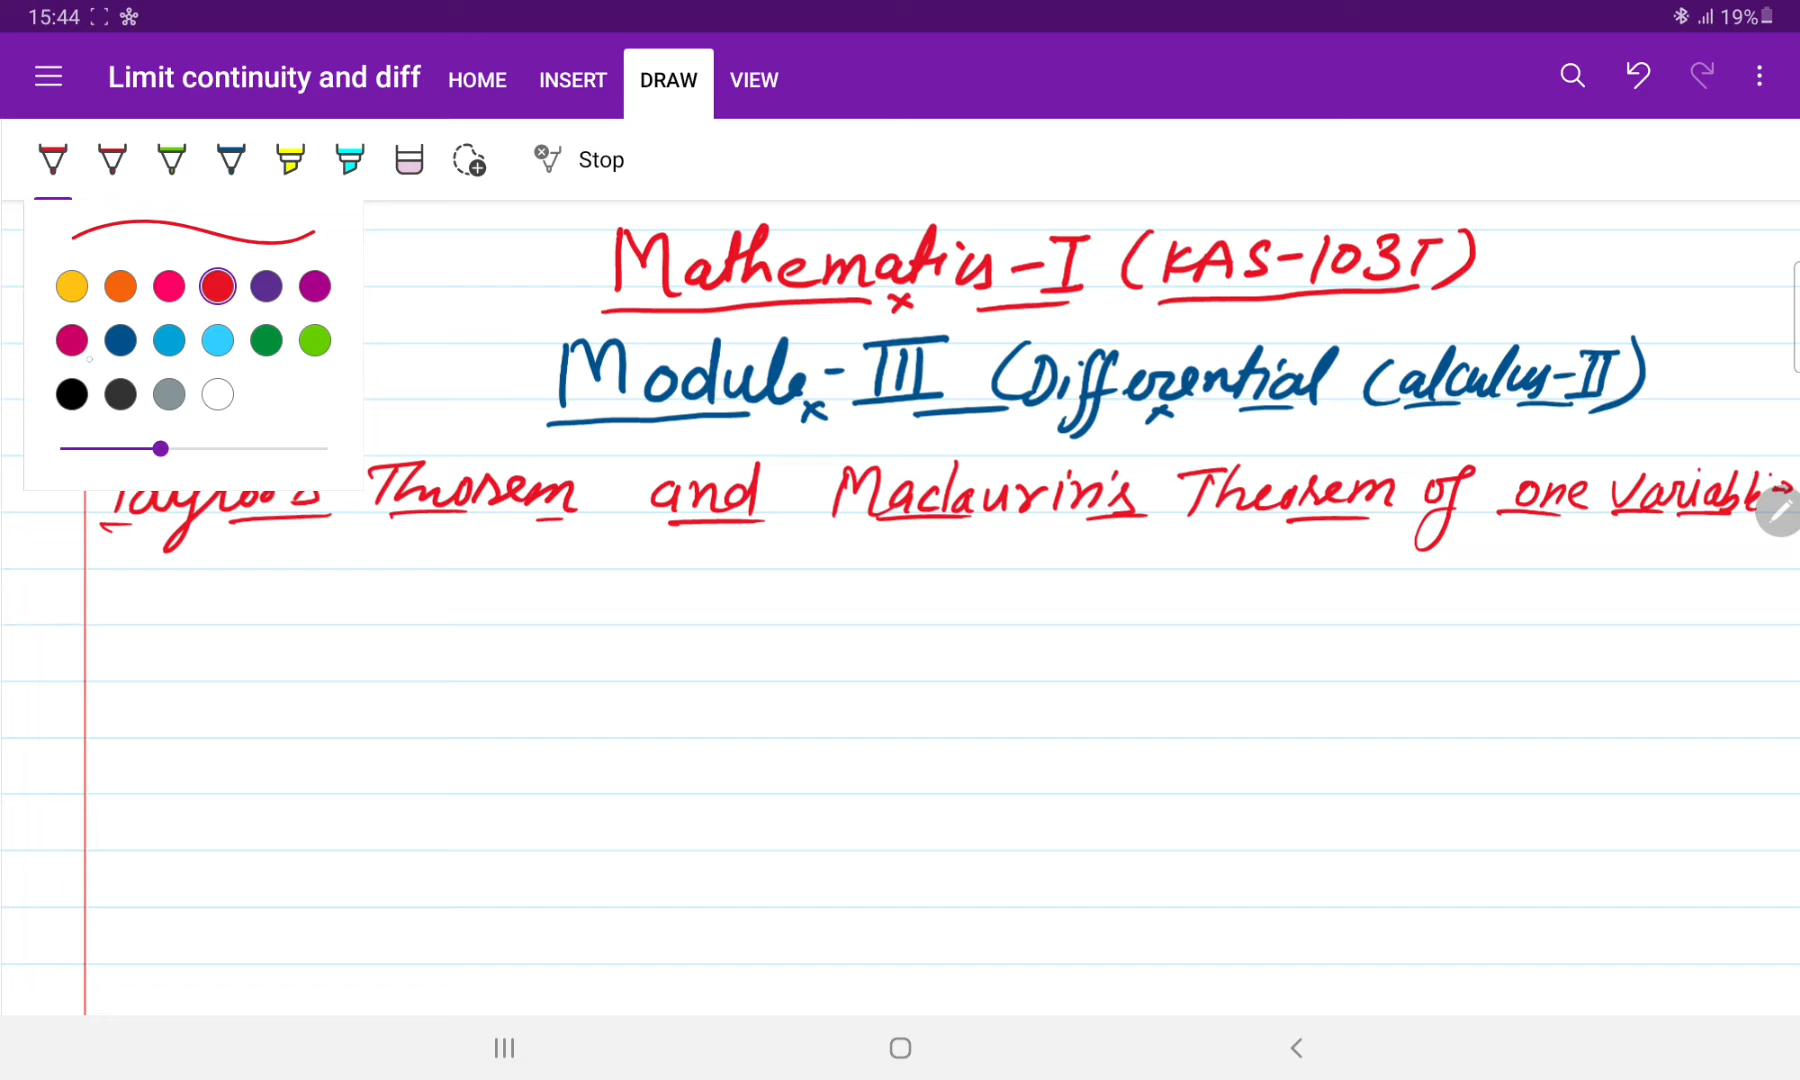 15:44 19%
Limit continuity and diff HOME INSERT DRAW VIEW
Stop
Mathematics-I (KAS-103T)
Module-III (Differential Calculus-II)
Taylor's Theorem and Maclaurin's Theorem of one variable